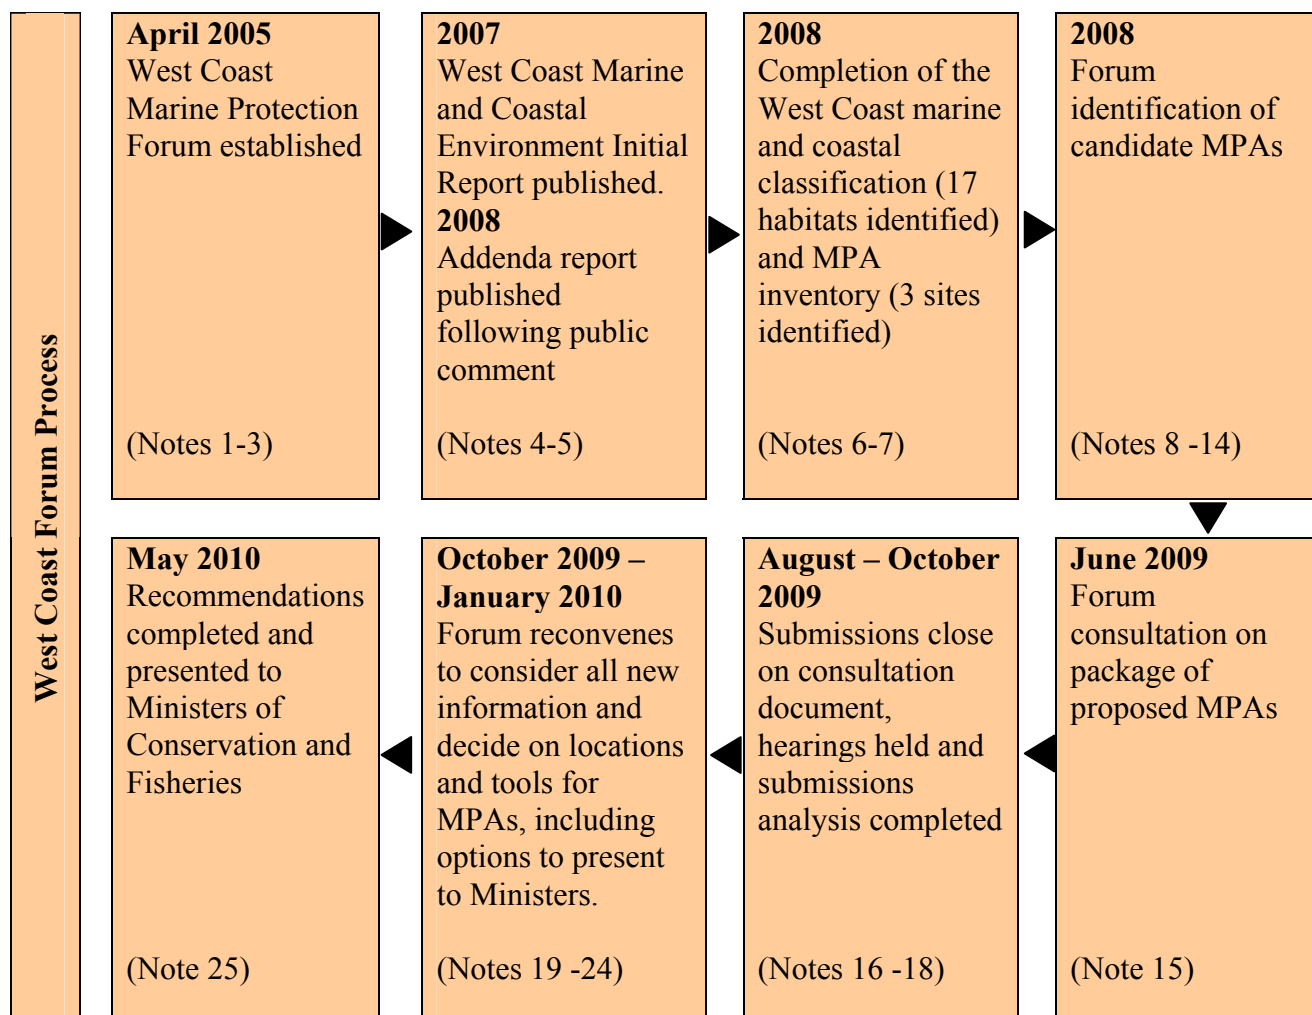 West Coast Forum Process
April 2005
West Coast
Marine Protection
Forum established
(Notes 1-3)
2007
West Coast Marine
and Coastal
Environment Initial
Report published.
2008
Addenda report
published
following public
comment
(Notes 4-5)
2008
Completion of the
West Coast marine
and coastal
classification (17
habitats identified)
and MPA
inventory (3 sites
identified)
(Notes 6-7)
2008
Forum
identification of
candidate MPAs
(Notes 8 -14)
June 2009
Forum
consultation on
package of
proposed MPAs
(Note 15)
August – October
2009
Submissions close
on consultation
document,
hearings held and
submissions
analysis completed
(Notes 16 -18)
October 2009 –
January 2010
Forum reconvenes
to consider all new
information and
decide on locations
and tools for
MPAs, including
options to present
to Ministers.
(Notes 19 -24)
May 2010
Recommendations
completed and
presented to
Ministers of
Conservation and
Fisheries
(Note 25)